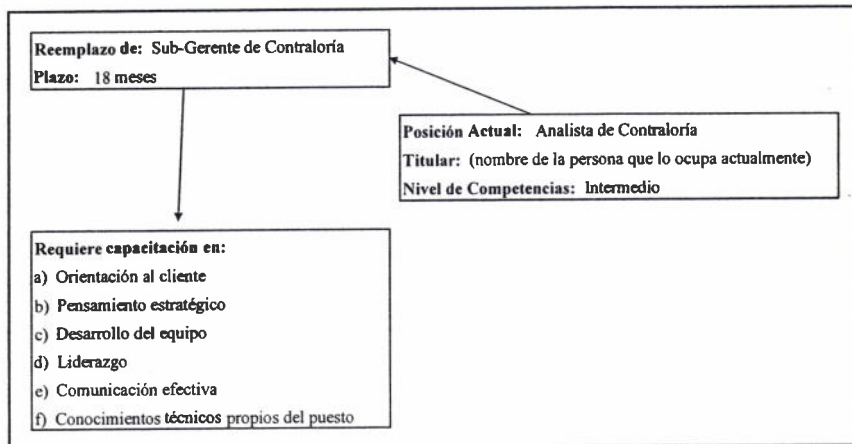 Reemplazo de: Sub-Gerente de Contraloría
Plazo: 18 meses
Posición Actual: Analista de Contraloría
Titular: (nombre de la persona que lo ocupa actualmente)
Nivel de Competencias: Intermedio
Requiere capacitación en:
a) Orientación al cliente
b) Pensamiento estratégico
c) Desarrollo del equipo
d) Liderazgo
e) Comunicación efectiva
f) Conocimientos técnicos propios del puesto